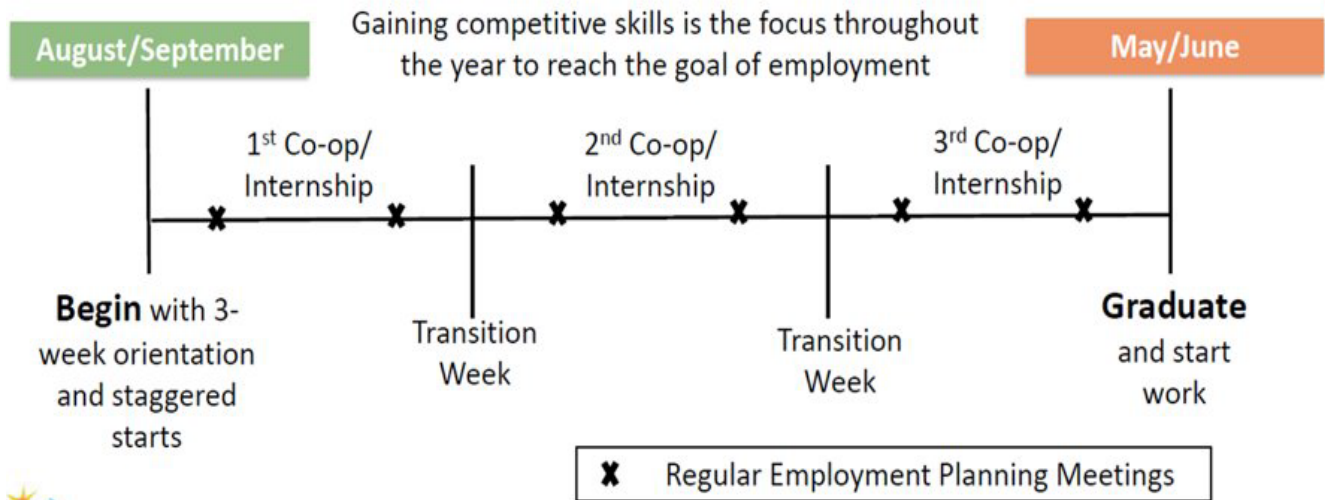 August/September
Gaining competitive skills is the focus throughout
the year to reach the goal of employment
May/June
1st Co-op/
Internship
2nd Co-op/
Internship
3rd Co-op/
Internship
Begin with 3-
week orientation
and staggered
starts
Transition
Week
Transition
Week
Graduate
and start
work
X Regular Employment Planning Meetings